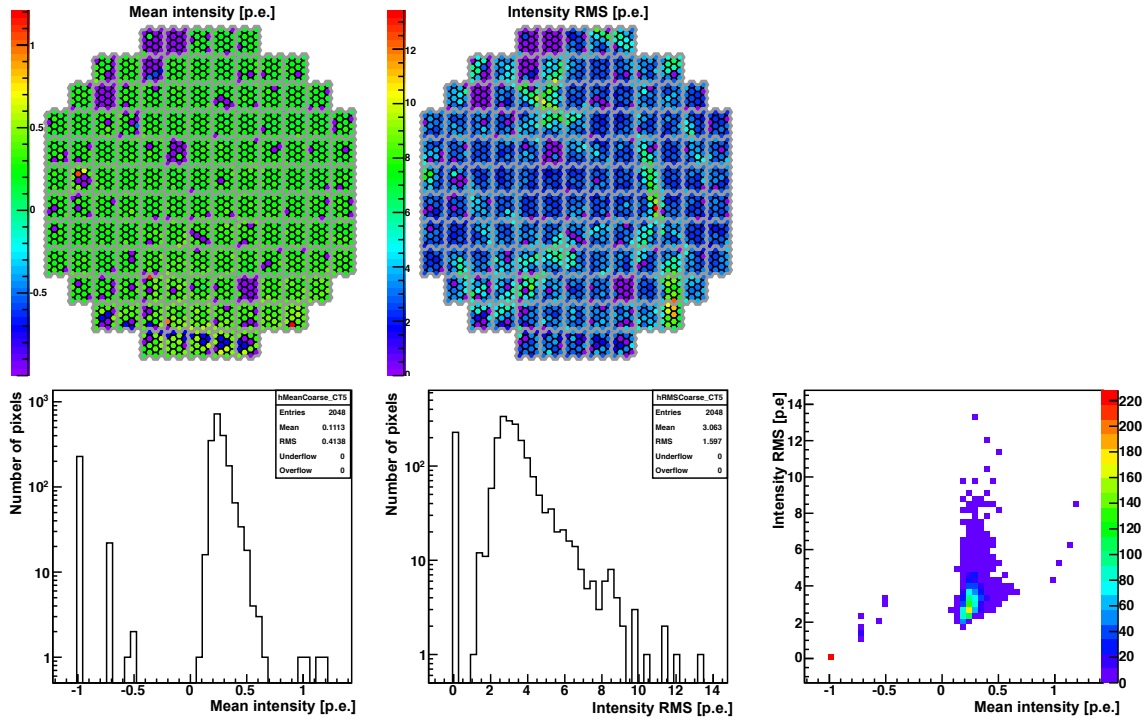 Mean intensity [p.e.]
1
0.5
0
-0.5
Intensity RMS [p.e.]
12
10
8
6
4
2
0
Number of pixels
10³
10²
10
1
hMeanCoarse_CT5
Entries 2048
Mean 0.1113
RMS 0.4138
Underflow 0
Overflow 0
-1 -0.5 0 0.5 1
Mean intensity [p.e.]
Number of pixels
10²
10
1
hRMSCoarse_CT5
Entries 2048
Mean 3.063
RMS 1.597
Underflow 0
Overflow 0
0 2 4 6 8 10 12 14
Intensity RMS [p.e.]
Intensity RMS [p.e]
14
12
10
8
6
4
2
0
-1 -0.5 0 0.5 1
Mean intensity [p.e.]
220
200
180
160
140
120
100
80
60
40
20
0